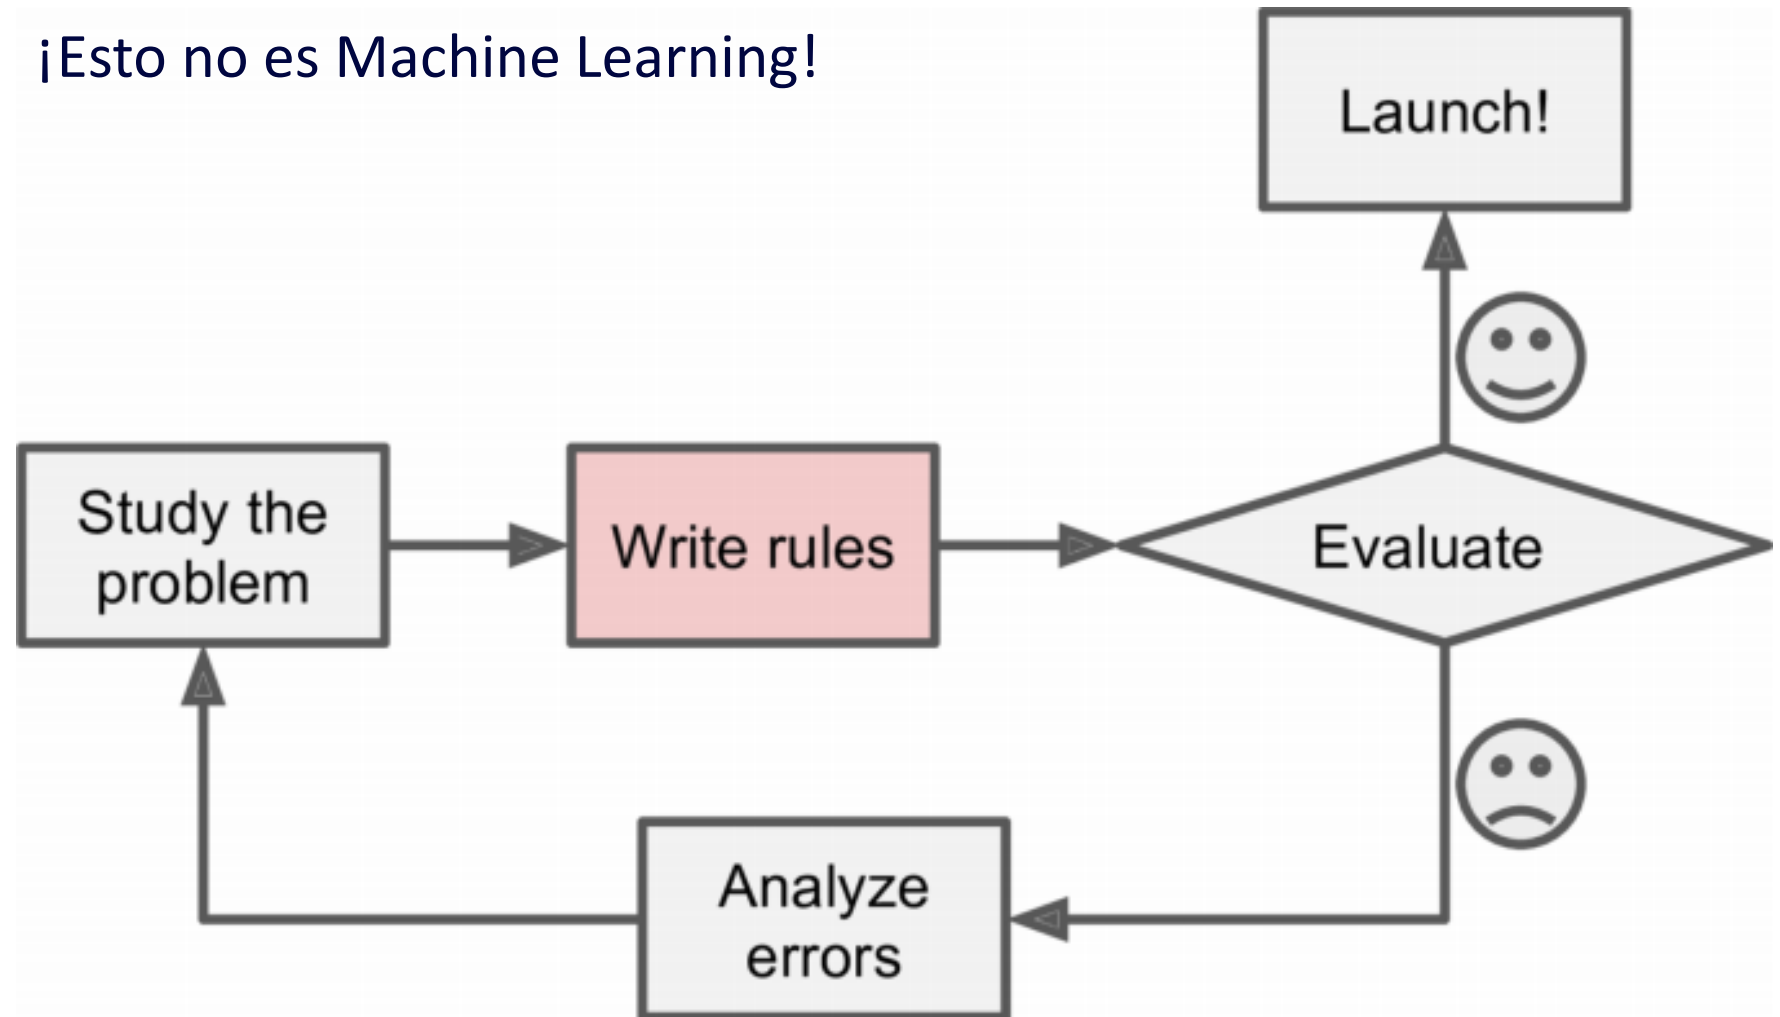 ¡Esto no es Machine Learning!
Launch!
Study the
problem
Write rules
Evaluate
Analyze
errors